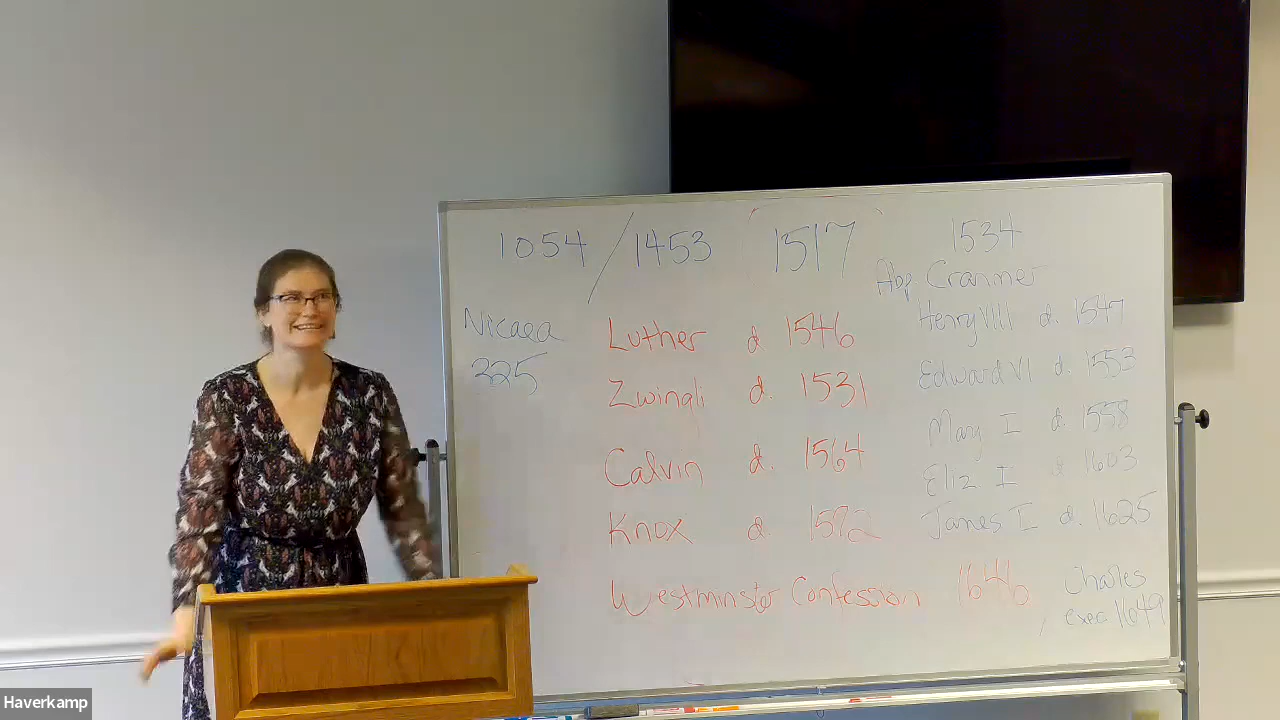 1054 / 1453 1517 1534
Abp Cranmer
Nicaea
325
Luther d. 1546
Zwingli d. 1531
Calvin d. 1564
Knox d. 1572
Westminster Confession 1646
Henry VIII d. 1547
Edward VI d. 1553
Mary I d. 1558
Eliz I d. 1603
James I d. 1625
Charles
exec 1649
Haverkamp